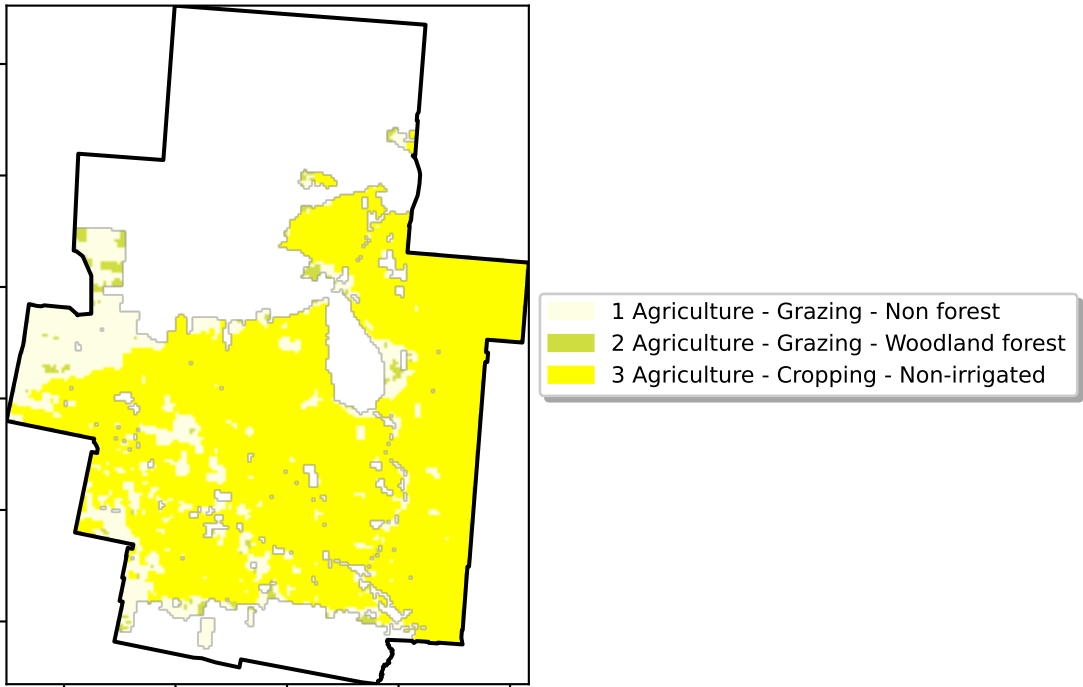 1 Agriculture - Grazing - Non forest
2 Agriculture - Grazing - Woodland forest
3 Agriculture - Cropping - Non-irrigated